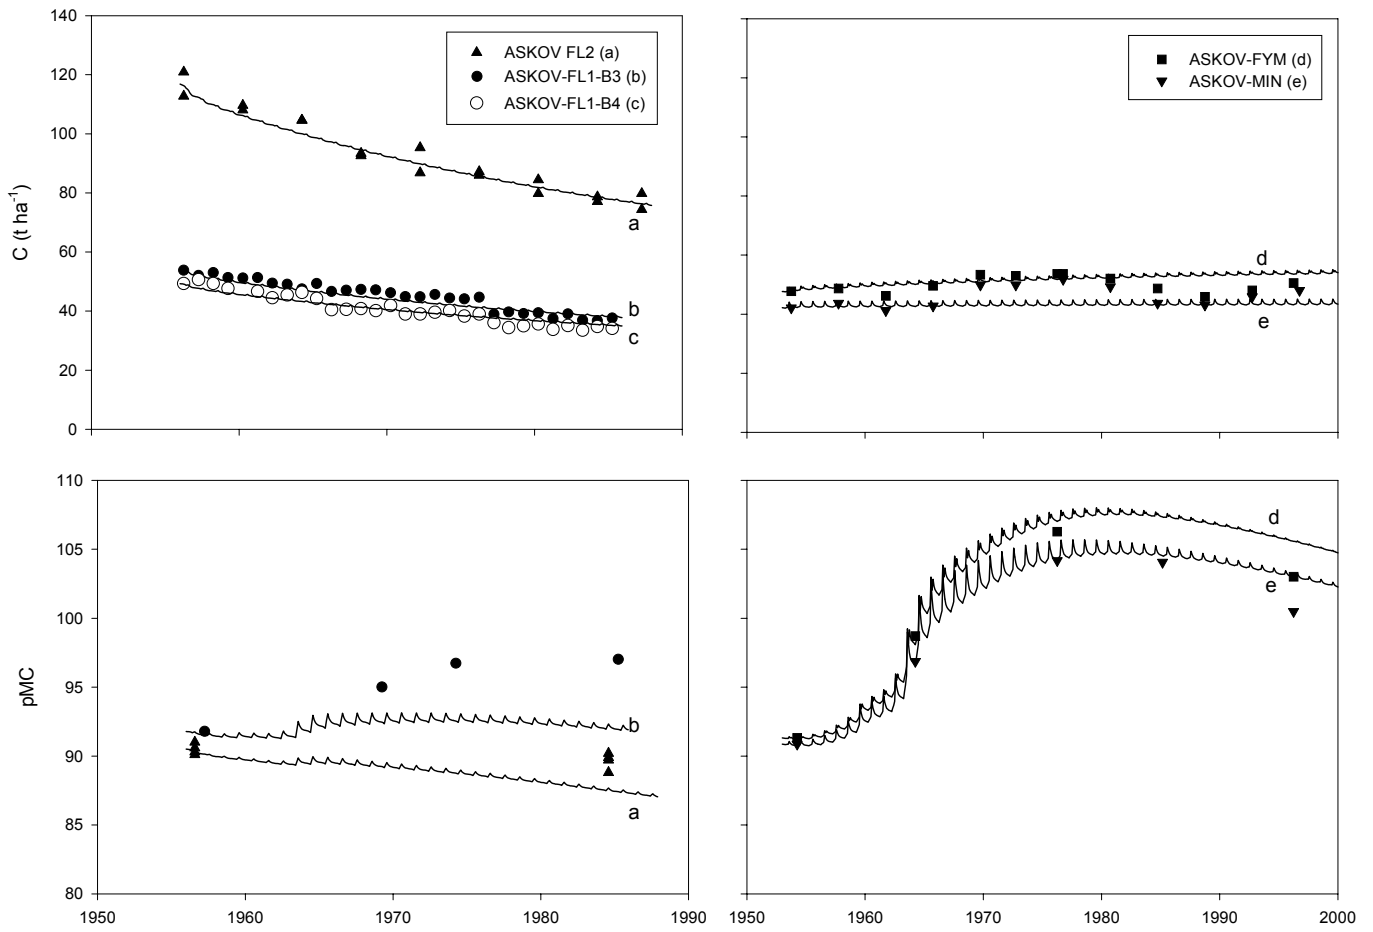 140
120
100
80
60
40
20
0
C (t ha⁻¹)
ASKOV FL2 (a)
ASKOV-FL1-B3 (b)
ASKOV-FL1-B4 (c)
a
b
c
ASKOV-FYM (d)
ASKOV-MIN (e)
d
e
110
105
100
95
90
85
80
pMC
b
a
1950 1960 1970 1980 1990
d
e
1950 1960 1970 1980 1990 2000